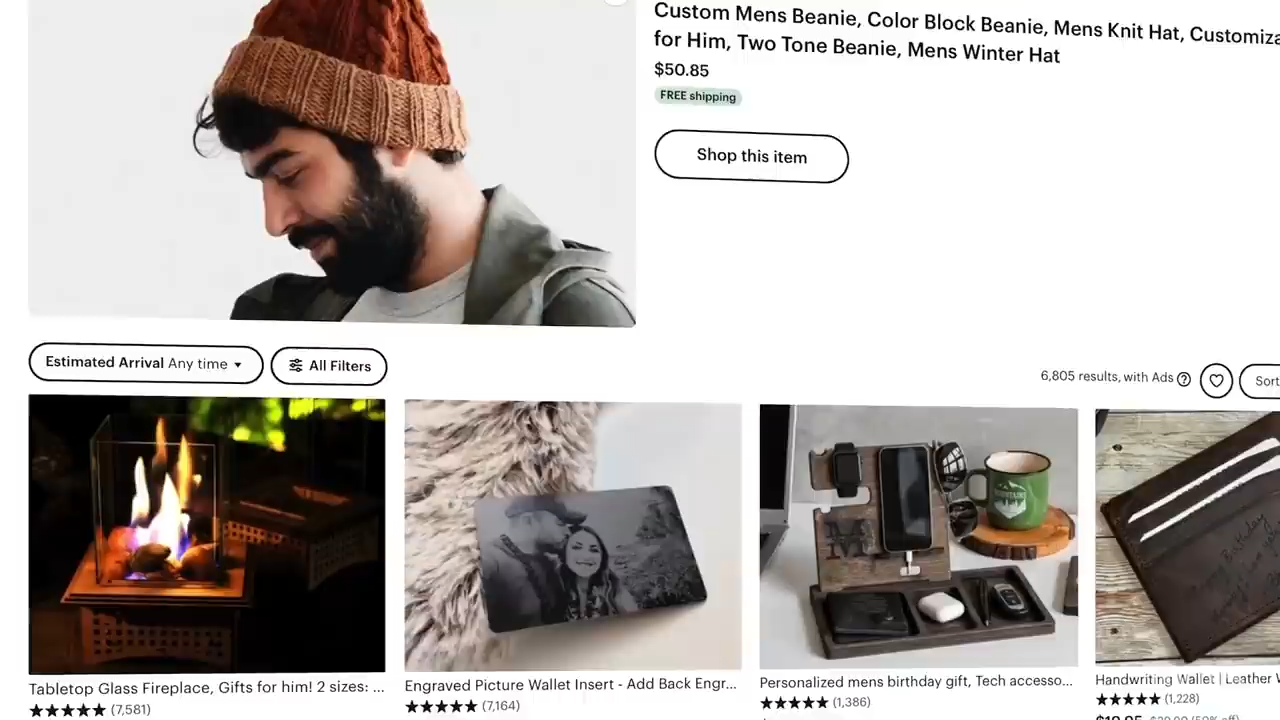 Custom Mens Beanie, Color Block Beanie, Mens Knit Hat, Customiza
for Him, Two Tone Beanie, Mens Winter Hat
$50.85
FREE shipping
Shop this item
Estimated Arrival Any time
All Filters
6,805 results, with Ads
Sort
Tabletop Glass Fireplace, Gifts for him! 2 sizes: ...
(7,581)
Engraved Picture Wallet Insert - Add Back Engr...
(7,164)
MOUNTAINS
M
M
Personalized mens birthday gift, Tech accesso...
(1,386)
Birthday
Handwriting Wallet | Leather W
(1,228)